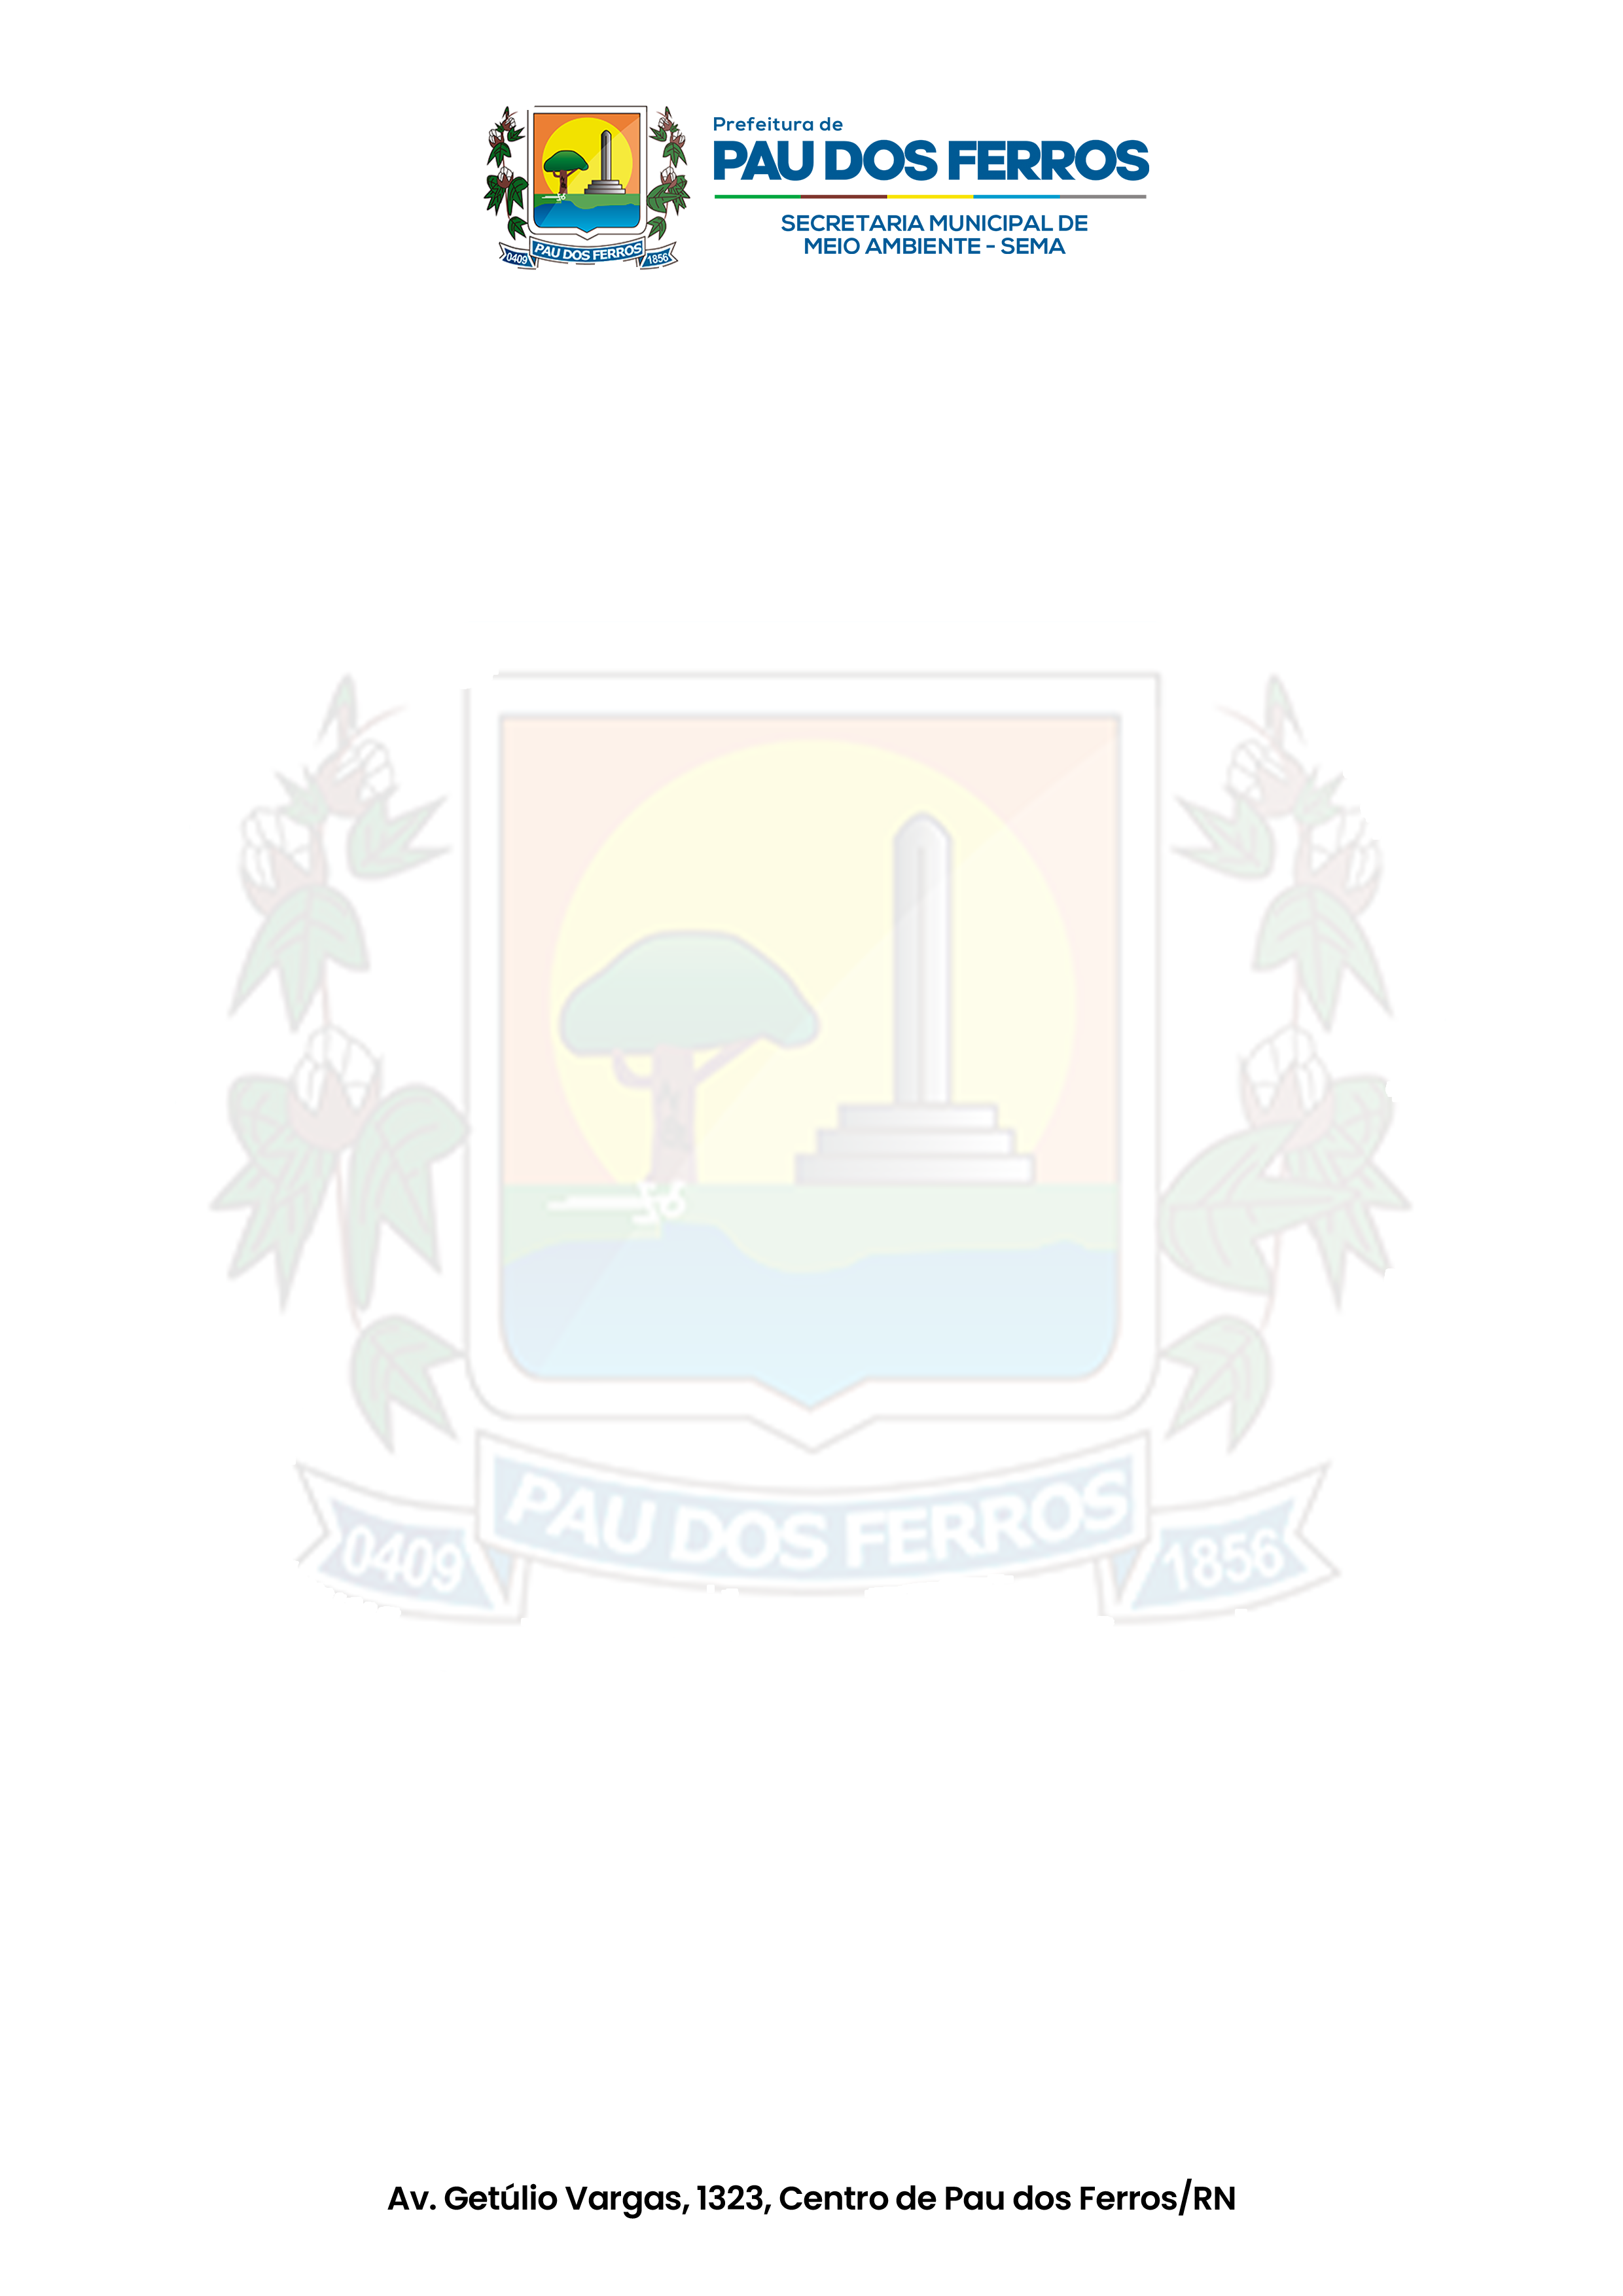 Prefeitura de
PAU DOS FERROS
SECRETARIA MUNICIPAL DE
MEIO AMBIENTE - SEMA
0409 PAU DOS FERROS 1856
PAU DOS FERROS
0409 1856
Av. Getúlio Vargas, 1323, Centro de Pau dos Ferros/RN